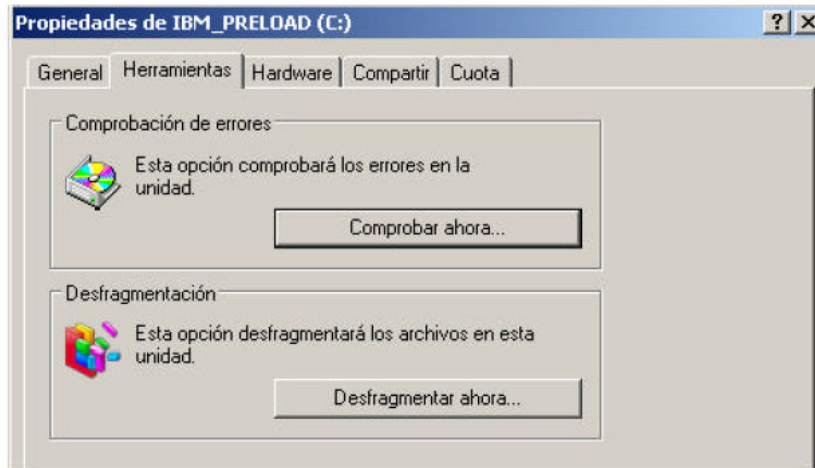 Propiedades de IBM_PRELOAD (C:)
General Herramientas Hardware Compartir Cuota
Comprobación de errores
Esta opción comprobará los errores en la
unidad.
Comprobar ahora...
Desfragmentación
Esta opción desfragmentará los archivos en esta
unidad.
Desfragmentar ahora...